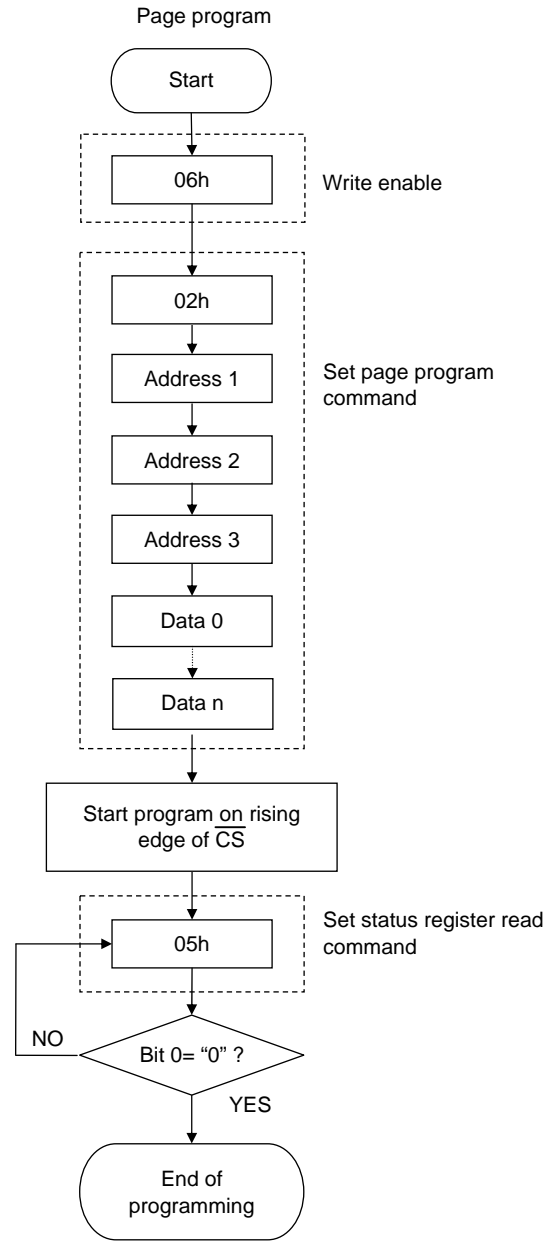 Page program
Start
06h
Write enable
02h
Address 1
Set page program
command
Address 2
Address 3
Data 0
Data n
Start program on rising
edge of C̅S̅
Set status register read
command
05h
NO
Bit 0= “0” ?
YES
End of
programming